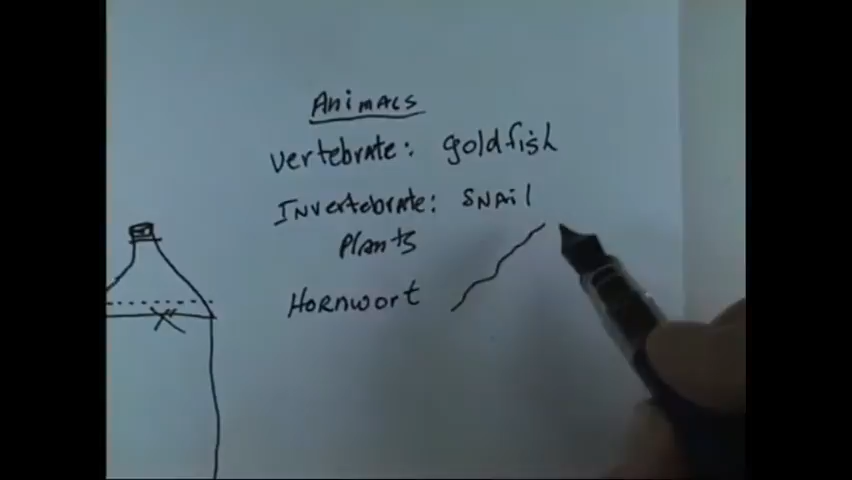 Animals
Vertebrate: goldfish
Invertebrate: Snail
Plants
Hornwort